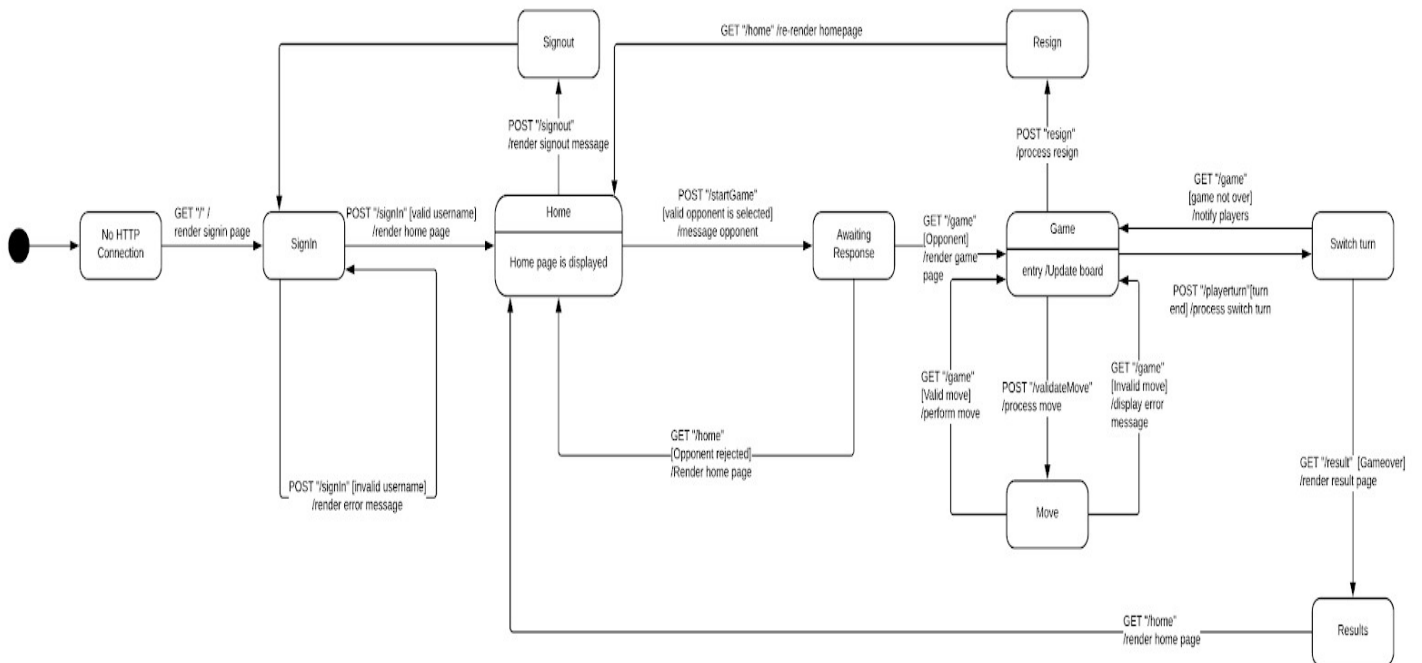 Signout
GET "/home" /re-render homepage
Resign
POST "/signout"
/render signout message
POST "resign"
/process resign
GET "/game"
[game not over]
/notify players
No HTTP
Connection
GET "/" /
render signin page
SignIn
POST "/signIn" [valid username]
/render home page
Home
Home page is displayed
POST "/startGame"
[valid opponent is selected]
/message opponent
Awaiting
Response
GET "/game"
[Opponent]
/render game
page
Game
entry /Update board
Switch turn
POST "/playerturn"[turn
end] /process switch turn
GET "/game"
[Valid move]
/perform move
POST "/validateMove"
/process move
GET "/game"
[Invalid move]
/display error
message
GET "/home"
[Opponent rejected]
/Render home page
POST "/signIn" [invalid username]
/render error message
Move
GET "/result" [Gameover]
/render result page
GET "/home"
/render home page
Results